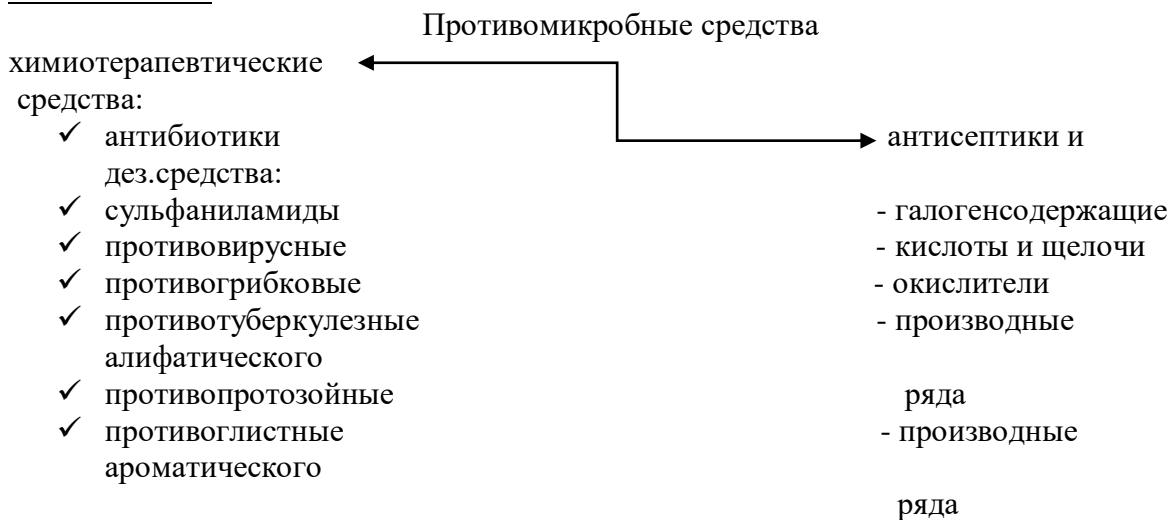 Противомикробные средства
химиотерапевтические
средства:
✓ антибиотики антисептики и
дез.средства:
✓ сульфаниламиды - галогенсодержащие
✓ противовирусные - кислоты и щелочи
✓ противогрибковые - окислители
✓ противотуберкулезные - производные
алифатического
✓ противопротозойные ряда
✓ противоглистные - производные
ароматического
ряда